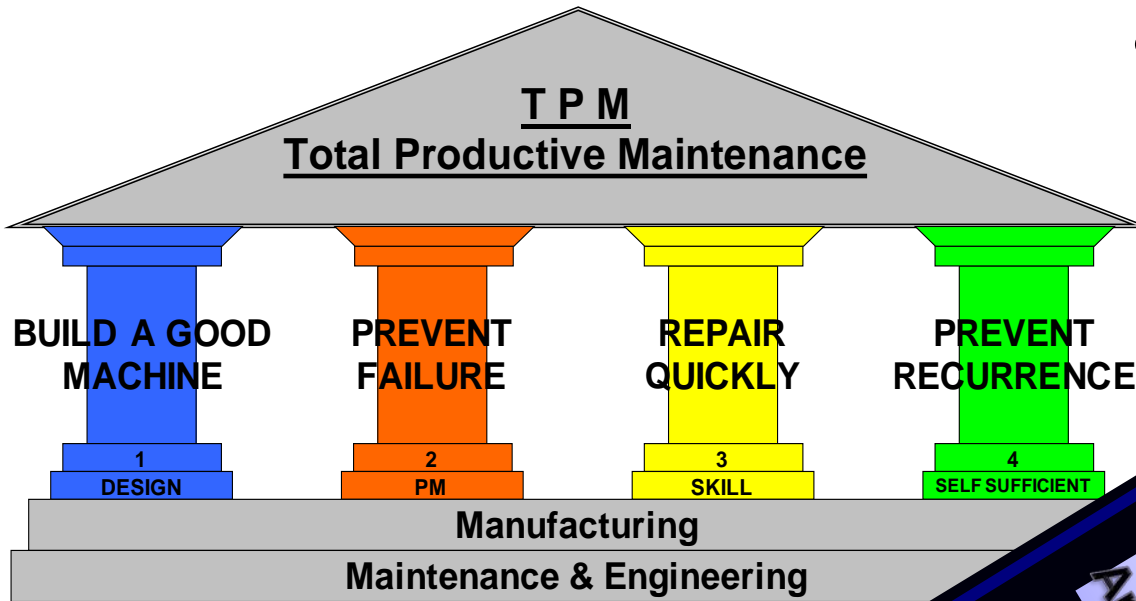 T P M
Total Productive Maintenance
BUILD A GOOD
MACHINE
PREVENT
FAILURE
REPAIR
QUICKLY
PREVENT
RECURRENCE
1
DESIGN
2
PM
3
SKILL
4
SELF SUFFICIENT
Manufacturing
Maintenance & Engineering